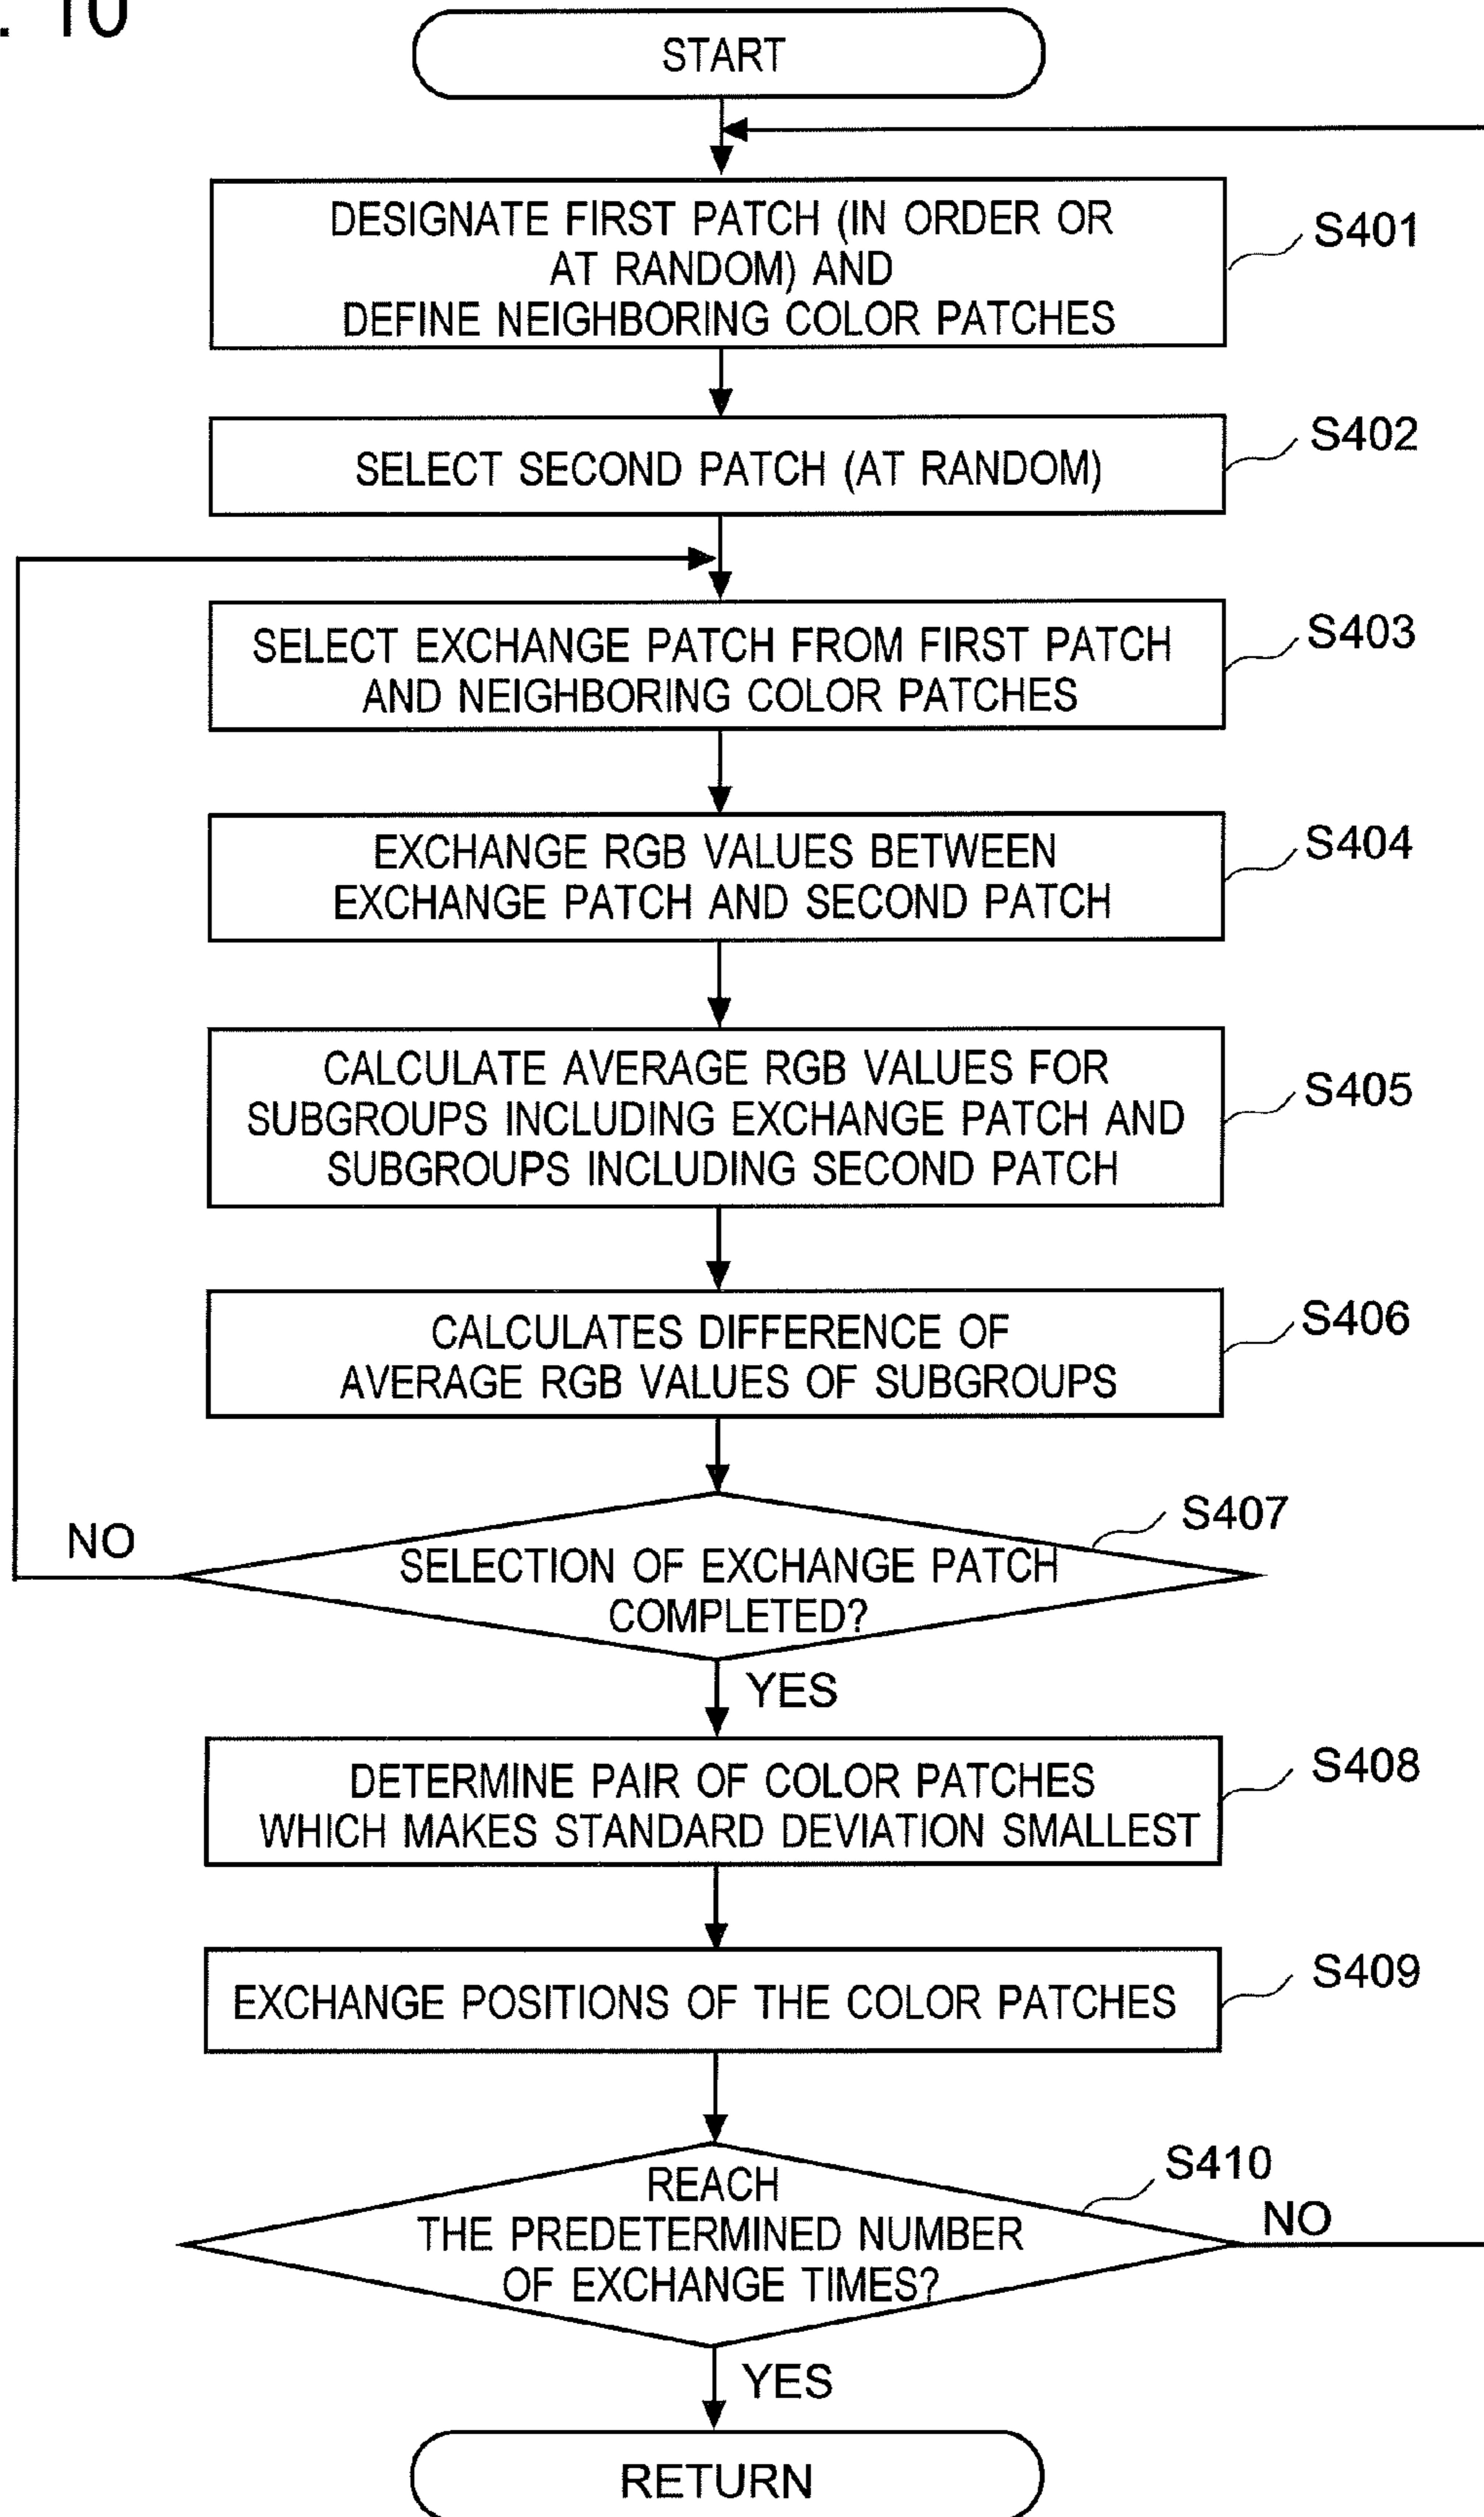 . 10
START
DESIGNATE FIRST PATCH (IN ORDER OR
AT RANDOM) AND
DEFINE NEIGHBORING COLOR PATCHES
S401
SELECT SECOND PATCH (AT RANDOM)
S402
SELECT EXCHANGE PATCH FROM FIRST PATCH
AND NEIGHBORING COLOR PATCHES
S403
EXCHANGE RGB VALUES BETWEEN
EXCHANGE PATCH AND SECOND PATCH
S404
CALCULATE AVERAGE RGB VALUES FOR
SUBGROUPS INCLUDING EXCHANGE PATCH AND
SUBGROUPS INCLUDING SECOND PATCH
S405
CALCULATES DIFFERENCE OF
AVERAGE RGB VALUES OF SUBGROUPS
S406
S407
NO
SELECTION OF EXCHANGE PATCH
COMPLETED?
YES
DETERMINE PAIR OF COLOR PATCHES
WHICH MAKES STANDARD DEVIATION SMALLEST
S408
EXCHANGE POSITIONS OF THE COLOR PATCHES
S409
S410
REACH
THE PREDETERMINED NUMBER
OF EXCHANGE TIMES?
NO
YES
RETURN